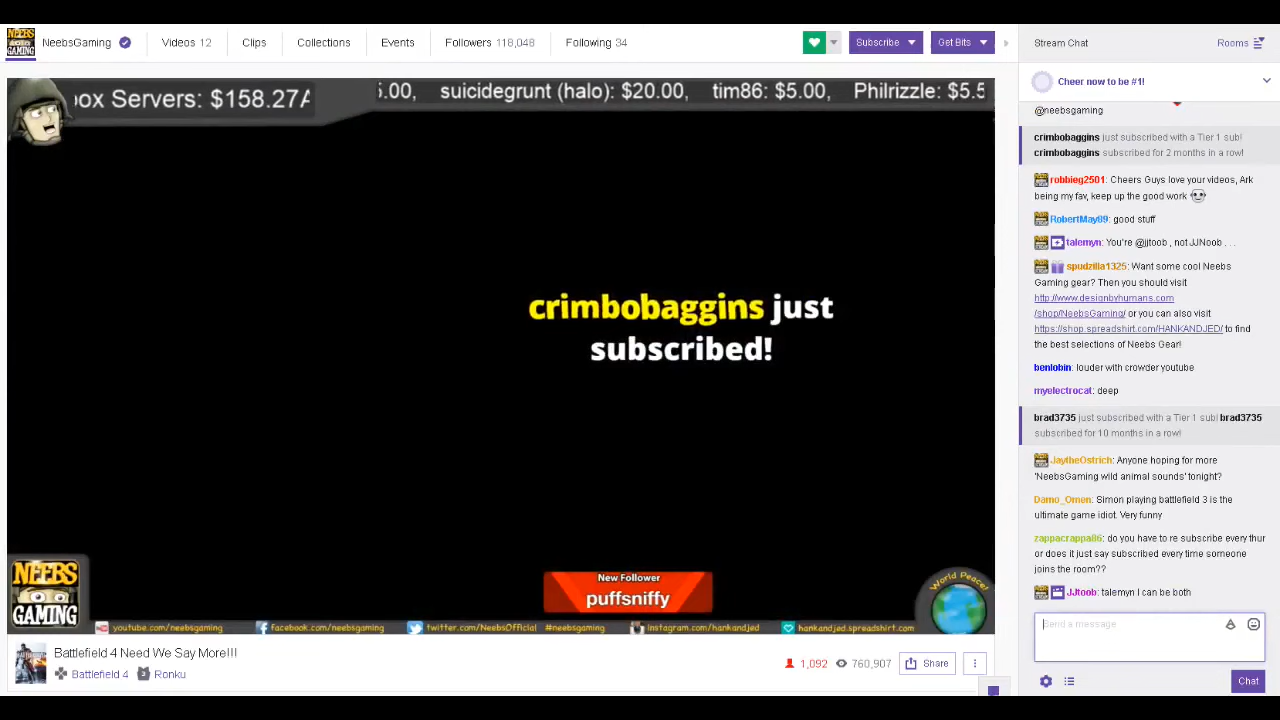 NeebsGaming
Videos 12
Clips
Collections
Events
Followers 118,048
Following 34
Subscribe
Get Bits
box Servers: $158.27
5.00, suicidegrunt (halo): $20.00, tim86: $5.00, Philrizzle: $5.5
crimbobaggins just
subscribed!
New Follower
puffsniffy
World Peace!
NEEBS
GAMING
youtube.com/neebsgaming
facebook.com/neebsgaming
twitter.com/NeebsOfficial #neebsgaming
Instagram.com/hankandjed
hankandjed.spreadshirt.com
Battlefield 4 Need We Say More!!!
Battlefield 4
Ronku
1,092
760,907
Share
Stream Chat
Rooms
Cheer now to be #1!
@neebsgaming
crimbobaggins just subscribed with a Tier 1 sub!
crimbobaggins subscribed for 2 months in a row!
robbieg2501: Cheers Guys love your videos, Ark
being my fav, keep up the good work
RobertMay89: good stuff
talemyn: You're @jjtoob , not JJNoob . . .
spudzilla1325: Want some cool Neebs
Gaming gear? Then you should visit
http://www.designbyhumans.com
/shop/NeebsGaming/ or you can also visit
https://shop.spreadshirt.com/HANKANDJED/ to find
the best selections of Neebs Gear!
benlobin: louder with crowder youtube
myelectrocat: deep
brad3735 just subscribed with a Tier 1 sub! brad3735
subscribed for 10 months in a row!
JaytheOstrich: Anyone hoping for more
'NeebsGaming wild animal sounds' tonight?
Damo_Omen: Simon playing battlefield 3 is the
ultimate game idiot. Very funny
zappacrappa86: do you have to re subscribe every thur
or does it just say subscribed every time someone
joins the room??
JJtoob: talemyn I can be both
Send a message
Chat